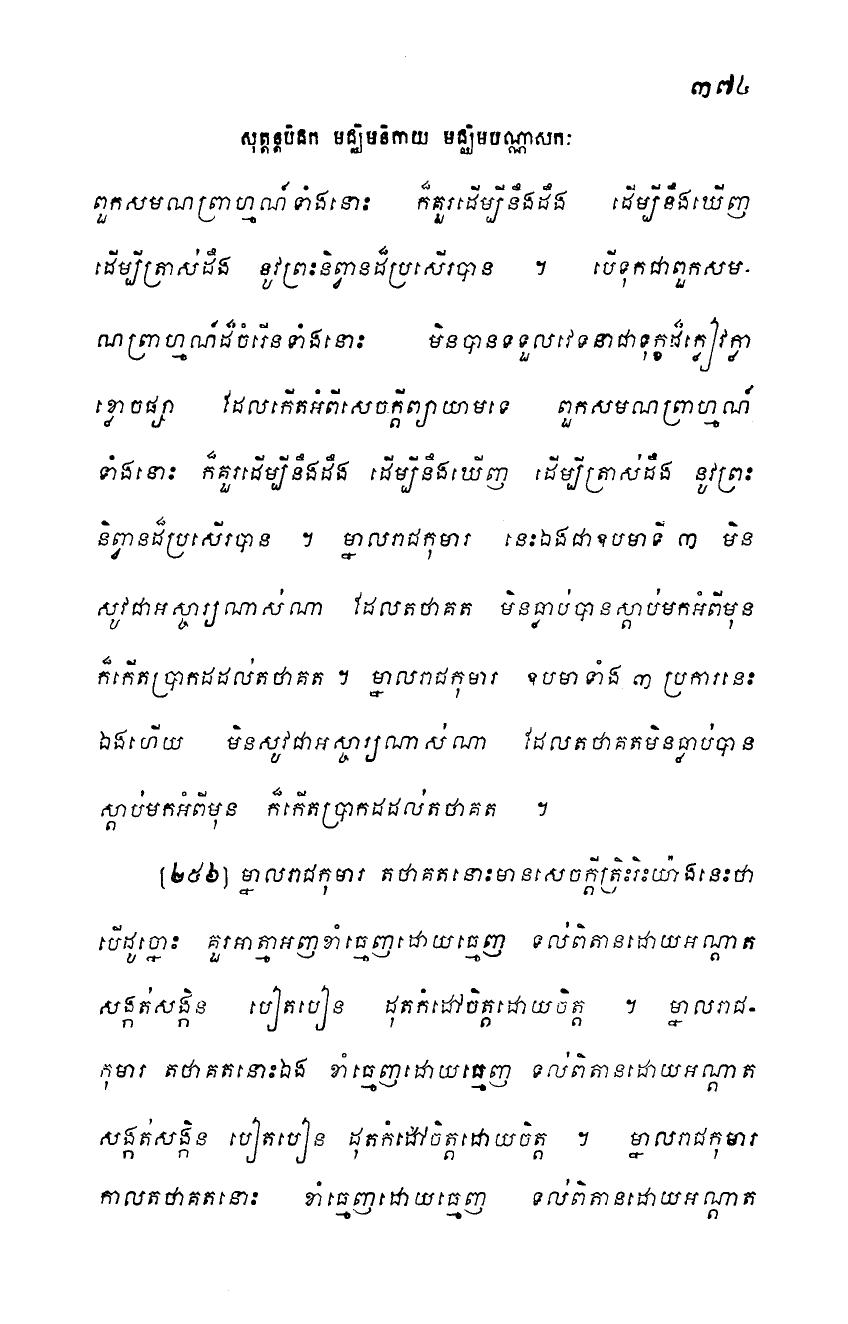 ៣៧៤
សុត្តន្តបិដក មជ្ឈិមនិកាយ មជ្ឈិមបណ្ណាសកៈ
ពួកសមណព្រាហ្មណ៍ទាំងនោះ ក៏គួរដើម្បីនឹងដឹង ដើម្បីនឹងឃើញ
ដើម្បីត្រាស់ដឹង នូវព្រះនិព្វានដ៏ប្រសើរបាន ។ បើទុកជាពួកសម-
ណព្រាហ្មណ៍ដ៏ចំរើនទាំងនោះ មិនបានទទួលវេទនាជាទុក្ខដ៏ក្លៀវក្លា
ខ្លោចផ្សា ដែលកើតអំពីសេចក្តីព្យាយាមទេ ពួកសមណព្រាហ្មណ៍
ទាំងនោះ ក៏គួរដើម្បីនឹងដឹង ដើម្បីនឹងឃើញ ដើម្បីត្រាស់ដឹង នូវព្រះ
និព្វានដ៏ប្រសើរបាន ។ ម្នាលរាជកុមារ នេះឯងជាឧបមាទី ៣ មិន
សូវជាអស្ចារ្យណាស់ណា ដែលតថាគត មិនធ្លាប់បានស្តាប់មកអំពីមុន
ក៏កើតប្រាកដដល់តថាគត ។ ម្នាលរាជកុមារ ឧបមាទាំង ៣ ប្រការនេះ
ឯងហើយ មិនសូវជាអស្ចារ្យណាស់ណា ដែលតថាគតមិនធ្លាប់បាន
ស្តាប់មកអំពីមុន ក៏កើតប្រាកដដល់តថាគត ។
[២៥៦] ម្នាលរាជកុមារ តថាគតនោះមានសេចក្តីត្រិះរិះយ៉ាងនេះថា
បើដូច្នោះ គួរអាត្មាអញខាំធ្មេញដោយធ្មេញ ទល់ពិតានដោយអណ្តាត
សង្កត់សង្កិន បៀតបៀន ដុតកំដៅចិត្តដោយចិត្ត ។ ម្នាលរាជ-
កុមារ តថាគតនោះឯង ខាំធ្មេញដោយធ្មេញ ទល់ពិតានដោយអណ្តាត
សង្កត់សង្កិន បៀតបៀន ដុតកំដៅចិត្តដោយចិត្ត ។ ម្នាលរាជកុមារ
កាលតថាគតនោះ ខាំធ្មេញដោយធ្មេញ ទល់ពិតានដោយអណ្តាត